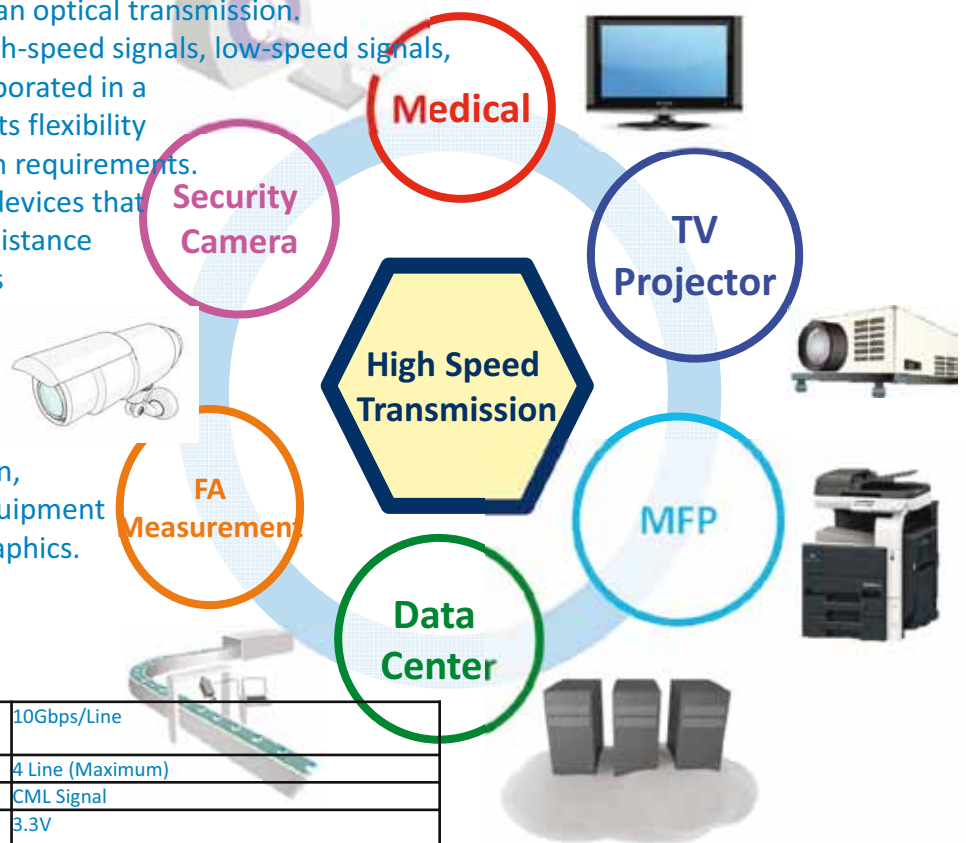 an optical transmission.
h-speed signals, low-speed signals,
porated in a
ts flexibility
n requirements.
devices that
istance
s
n,
uipment
aphics.
Medical
Security
Camera
TV
Projector
High Speed
Transmission
FA
Measurement
MFP
Data
Center
10Gbps/Line
4 Line (Maximum)
CML Signal
3.3V